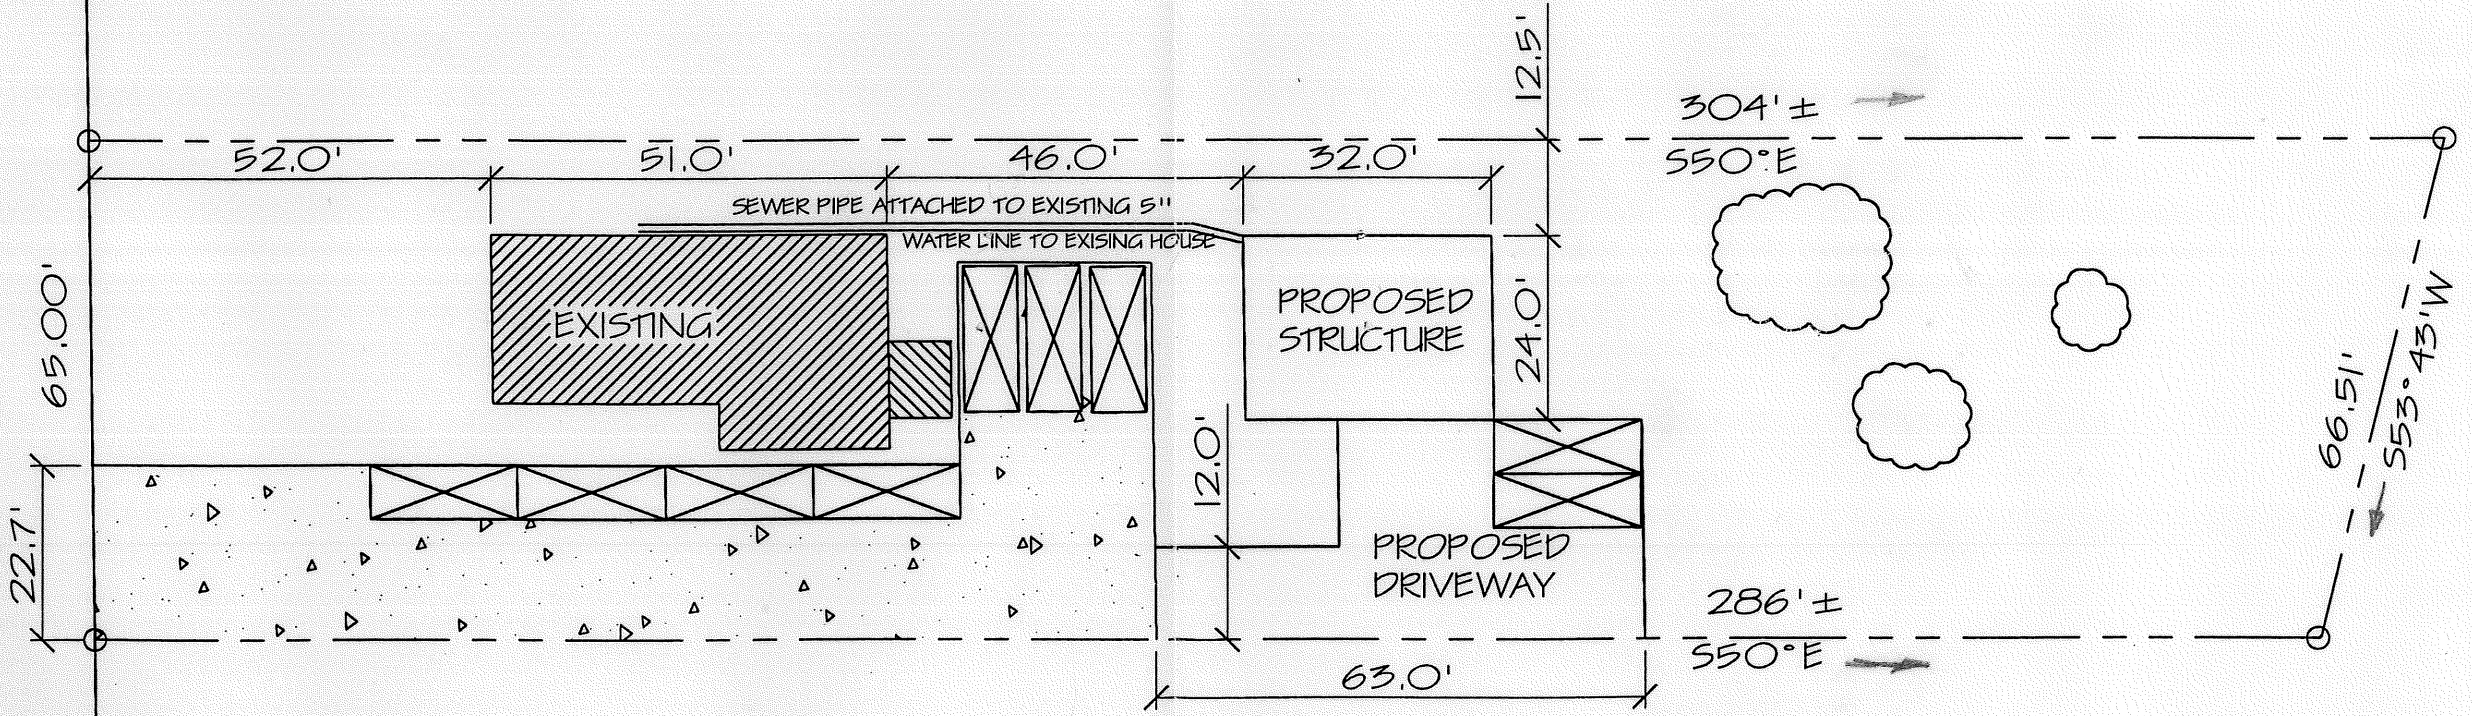 12.5'
304'±
52.0'
51.0'
46.0'
32.0'
S50°E
SEWER PIPE ATTACHED TO EXISTING 5"
WATER LINE TO EXISING HOUSE
65.00'
EXISTING
PROPOSED
STRUCTURE
24.0'
66.51'
S53°43'W
12.0'
22.7'
PROPOSED
DRIVEWAY
286'±
S50°E
63.0'